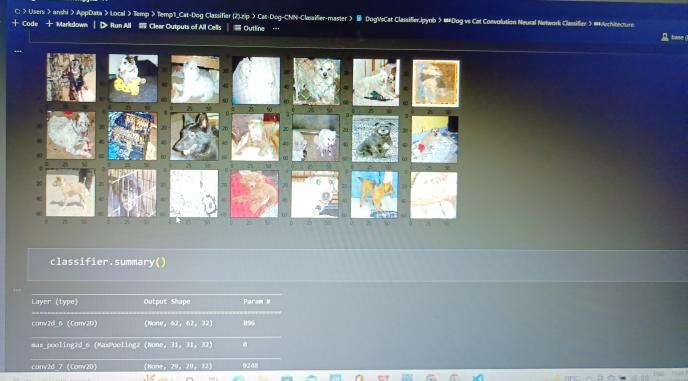 C: > Users > anshi > AppData > Local > Temp > Temp1_Cat-Dog Classifier (2).zip > Cat-Dog-CNN-Classifier-master > DogVsCat Classifier.ipynb > Dog vs Cat Convolution Neural Network Classifier > Architecture
+ Code + Markdown | Run All Clear Outputs of All Cells | Outline ...
base (
classifier.summary()
Layer (type) Output Shape Param #
conv2d_6 (Conv2D) (None, 62, 62, 32) 896
max_pooling2d_6 (MaxPooling2 (None, 31, 31, 32) 0
conv2d_7 (Conv2D) (None, 29, 29, 32) 9248